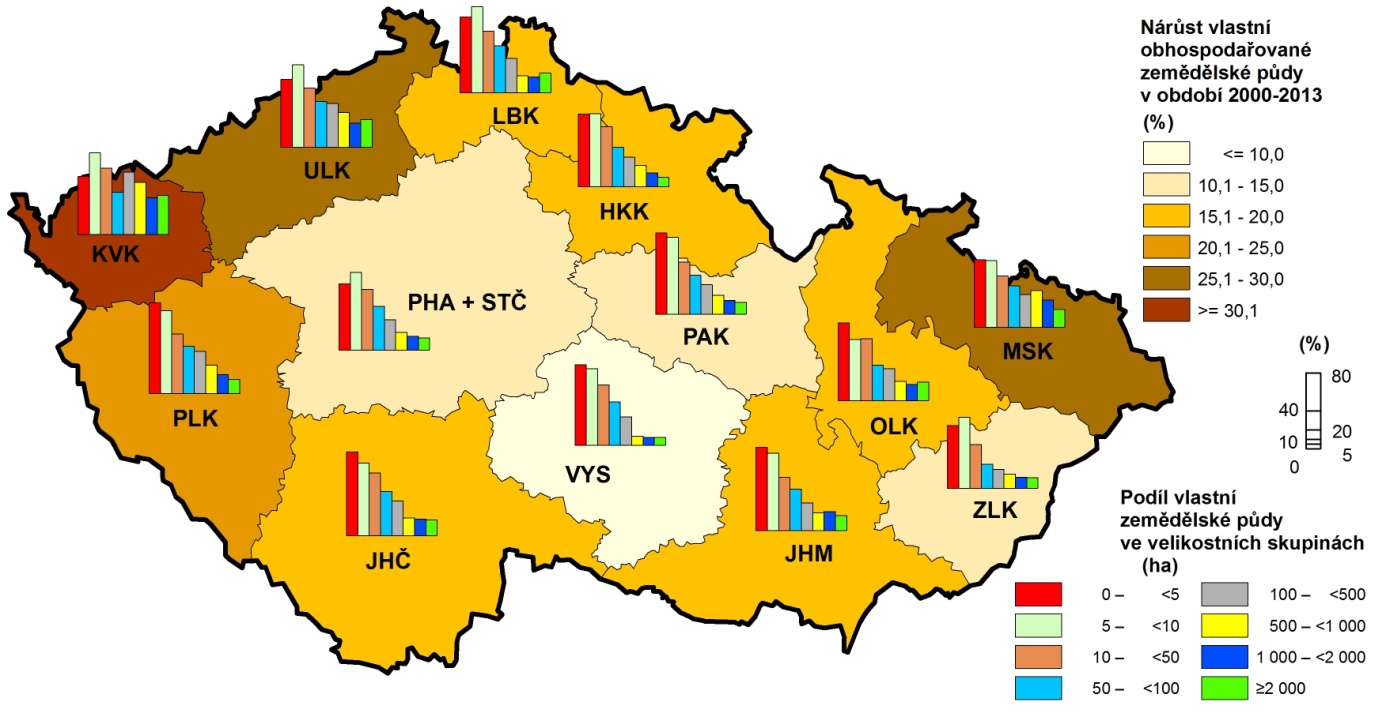 LBK
ULK
HKK
KVK
PHA + STČ
PAK
MSK
PLK
OLK
VYS
ZLK
JHČ
JHM
Nárůst vlastní
obhospodařované
zemědělské půdy
v období 2000-2013
(%)
<= 10,0
10,1 - 15,0
15,1 - 20,0
20,1 - 25,0
25,1 - 30,0
>= 30,1
(%)
80
40
20
10
5
0
Podíl vlastní
zemědělské půdy
ve velikostních skupinách
(ha)
0 – <5 100 – <500
5 – <10 500 – <1 000
10 – <50 1 000 – <2 000
50 – <100 ≥2 000